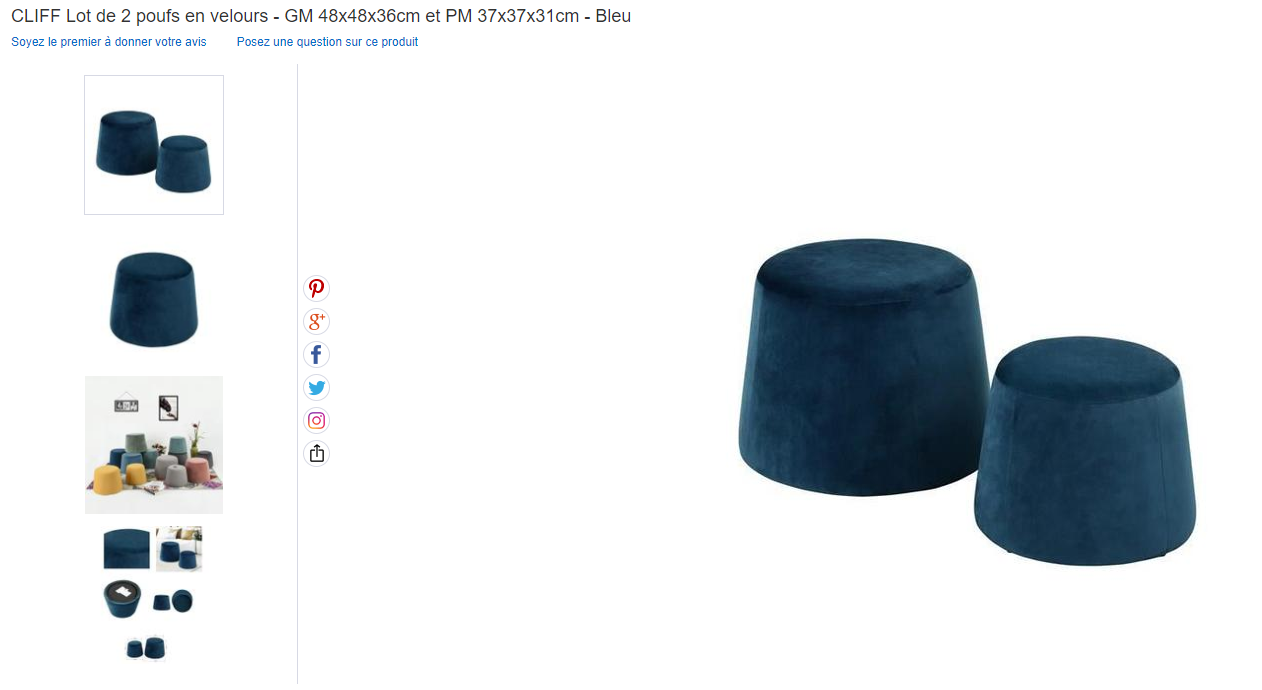 CLIFF Lot de 2 poufs en velours - GM 48x48x36cm et PM 37x37x31cm - Bleu
Soyez le premier à donner votre avis Posez une question sur ce produit